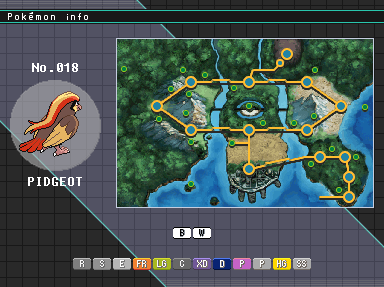 Pokémon info
No.018
PIDGEOT
B W
R S E FR LG C XD D P P HG SS